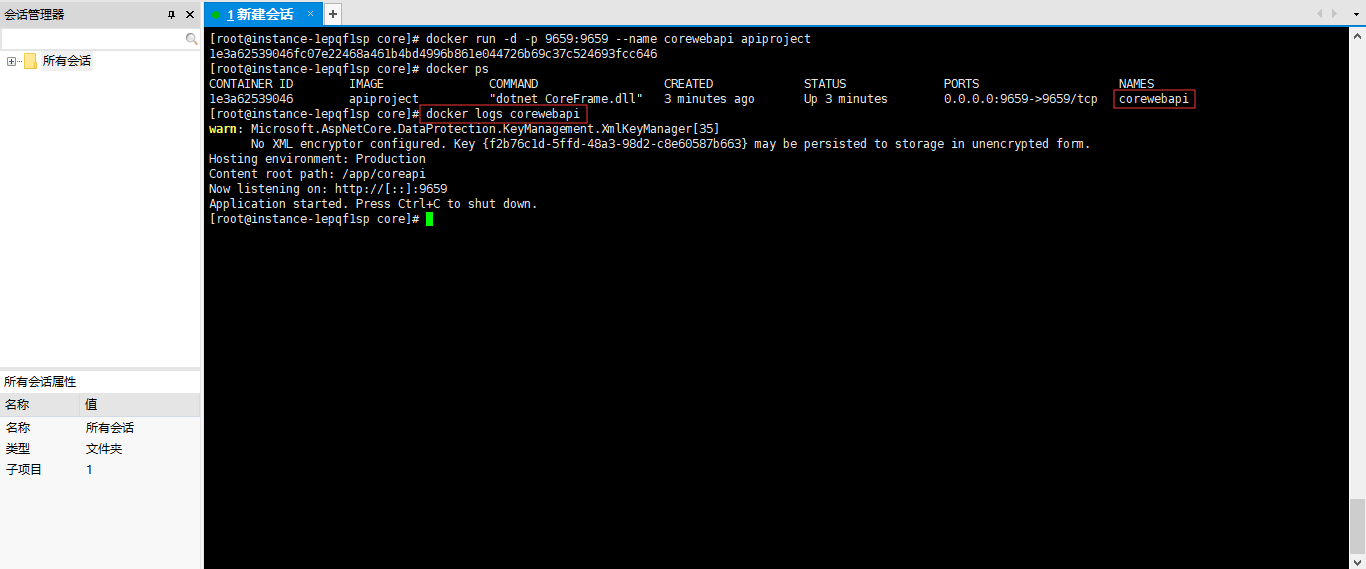 会话管理器
所有会话
所有会话属性
名称 值
名称 所有会话
类型 文件夹
子项目 1
1 新建会话 × +
[root@instance-lepqf1sp core]# docker run -d -p 9659:9659 --name corewebapi apiproject
1e3a62539046fc07e22468a461b4bd4996b861e044726b69c37c524693fcc646
[root@instance-lepqf1sp core]# docker ps
CONTAINER ID IMAGE COMMAND CREATED STATUS PORTS NAMES
1e3a62539046 apiproject "dotnet CoreFrame.dll" 3 minutes ago Up 3 minutes 0.0.0.0:9659->9659/tcp corewebapi
[root@instance-lepqf1sp core]# docker logs corewebapi
warn: Microsoft.AspNetCore.DataProtection.KeyManagement.XmlKeyManager[35]
No XML encryptor configured. Key {f2b76c1d-5ffd-48a3-98d2-c8e60587b663} may be persisted to storage in unencrypted form.
Hosting environment: Production
Content root path: /app/coreapi
Now listening on: http://[::]:9659
Application started. Press Ctrl+C to shut down.
[root@instance-lepqf1sp core]#